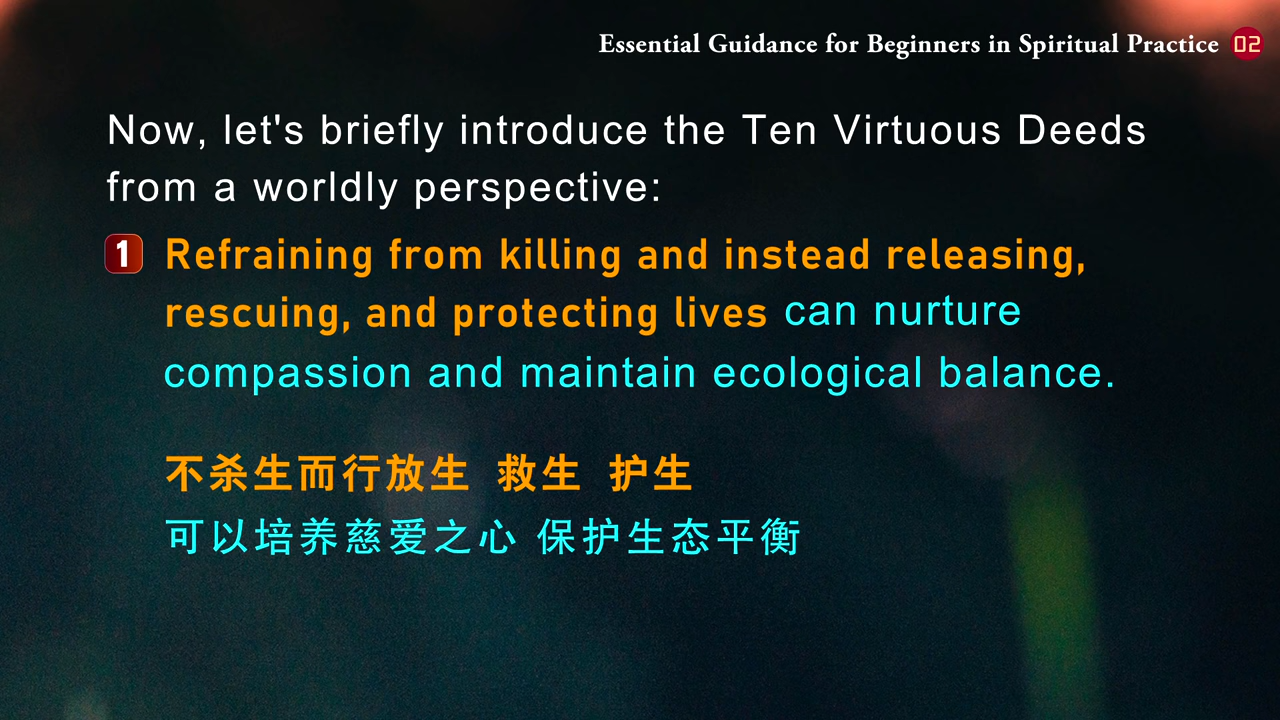 Essential Guidance for Beginners in Spiritual Practice 02
Now, let's briefly introduce the Ten Virtuous Deeds
from a worldly perspective:
1 Refraining from killing and instead releasing,
rescuing, and protecting lives can nurture
compassion and maintain ecological balance.
不杀生而行放生 救生 护生
可以培养慈爱之心 保护生态平衡